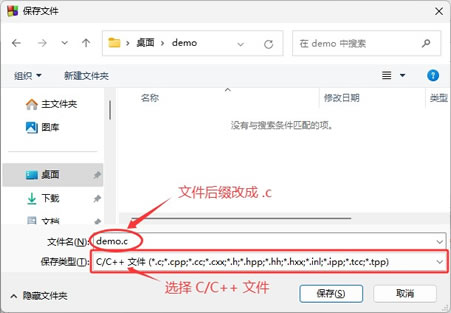 保存文件
桌面 demo
在 demo 中搜索
组织 新建文件夹
名称 修改日期 类型
主文件夹
图库
没有与搜索条件匹配的项。
桌面
下载
文档
文件后缀改成 .c
文件名(N): demo.c
保存类型(T): C/C++ 文件 (*.c;*.cpp;*.cc;*.cxx;*.h;*.hpp;*.hh;*.hxx;*.inl;*.ipp;*.tcc;*.tpp)
选择 C/C++ 文件
隐藏文件夹 保存(S) 取消